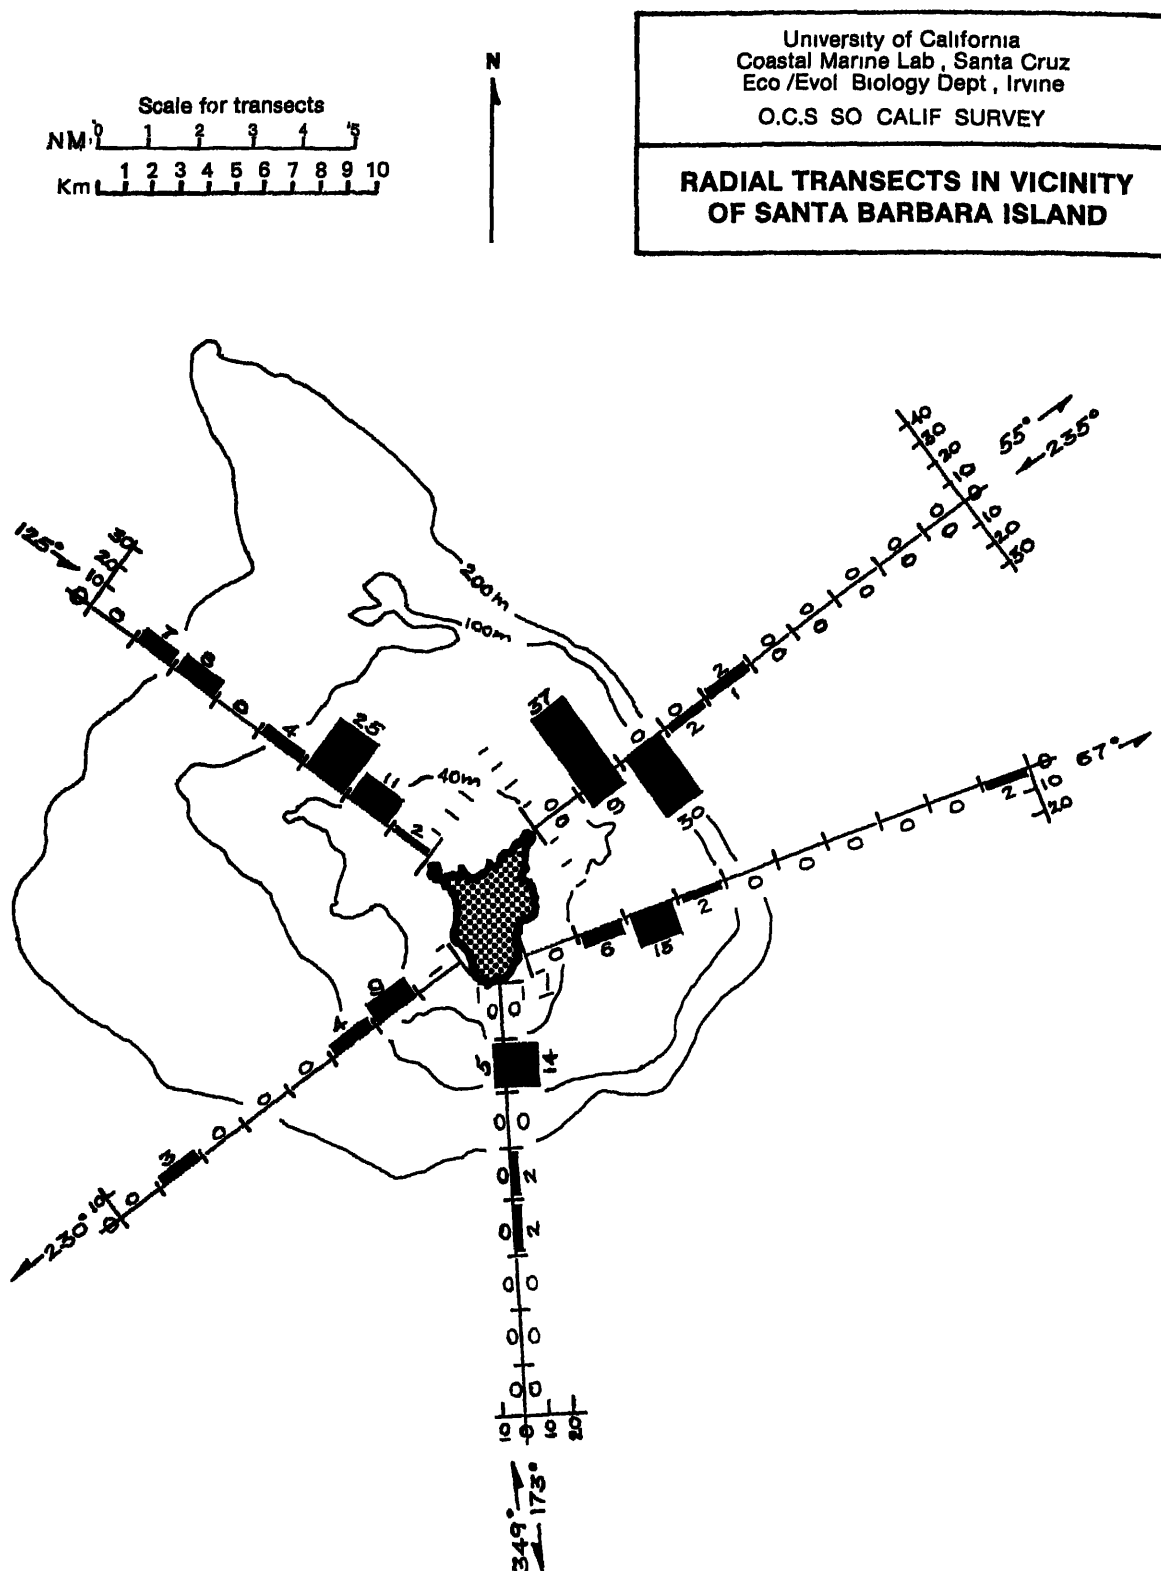 University of California
Coastal Marine Lab , Santa Cruz
Eco /Evol Biology Dept , Irvine
O.C.S SO CALIF SURVEY
RADIAL TRANSECTS IN VICINITY
OF SANTA BARBARA ISLAND
N
Scale for transects
NM 0 1 2 3 4 5
Km 1 2 3 4 5 6 7 8 9 10
55°
235°
40
30
20
10
0
10
20
30
0 0 0 0 0 0 2 0 0 37 0
0 0 0 0 0 0 1 2 30 9 0
200m
100m
40m
125°
30
20
10
0
0 7 8 0 4 25 11 2
67°
0
10
20
0 6 15 2 0 0 0 0 0 2
9 4 0 0 0 3 0
10
0
230°
0 0
5 14
0 0
0 2
0 2
0 0
0 0
0 0
10 0 10 20
349°
173°